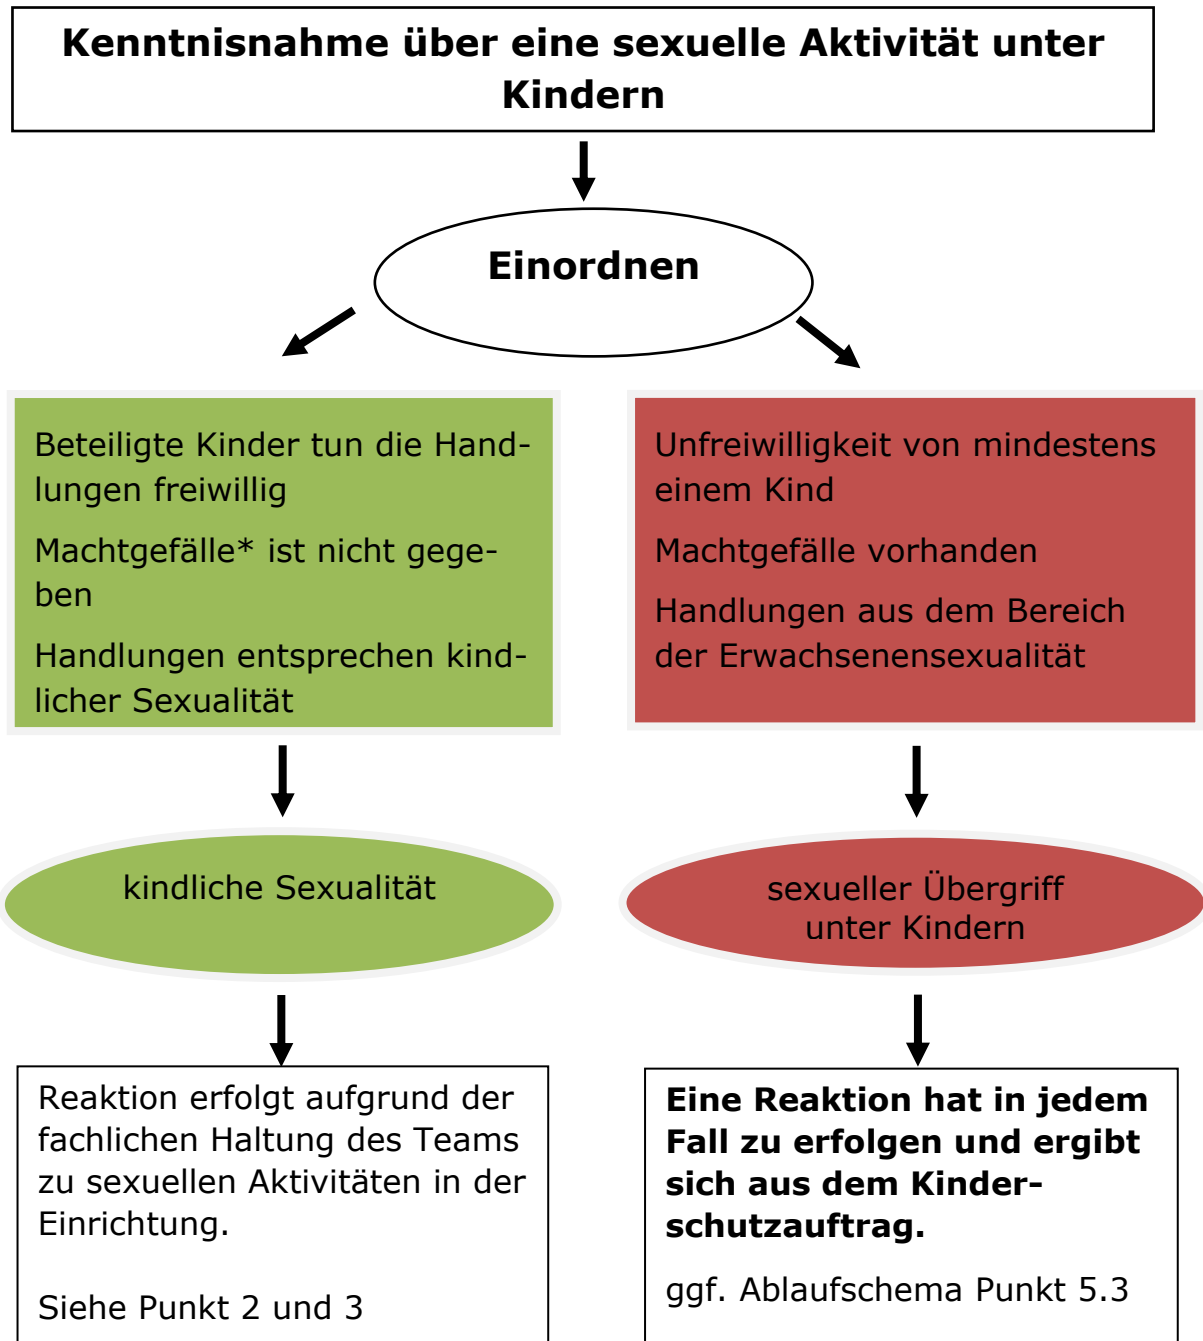 Kenntnisnahme über eine sexuelle Aktivität unter
Kindern
Einordnen
Beteiligte Kinder tun die Hand-
lungen freiwillig
Machtgefälle* ist nicht gege-
ben
Handlungen entsprechen kind-
licher Sexualität
Unfreiwilligkeit von mindestens
einem Kind
Machtgefälle vorhanden
Handlungen aus dem Bereich
der Erwachsenensexualität
kindliche Sexualität
sexueller Übergriff
unter Kindern
Reaktion erfolgt aufgrund der
fachlichen Haltung des Teams
zu sexuellen Aktivitäten in der
Einrichtung.
Siehe Punkt 2 und 3
Eine Reaktion hat in jedem
Fall zu erfolgen und ergibt
sich aus dem Kinder-
schutzauftrag.
ggf. Ablaufschema Punkt 5.3